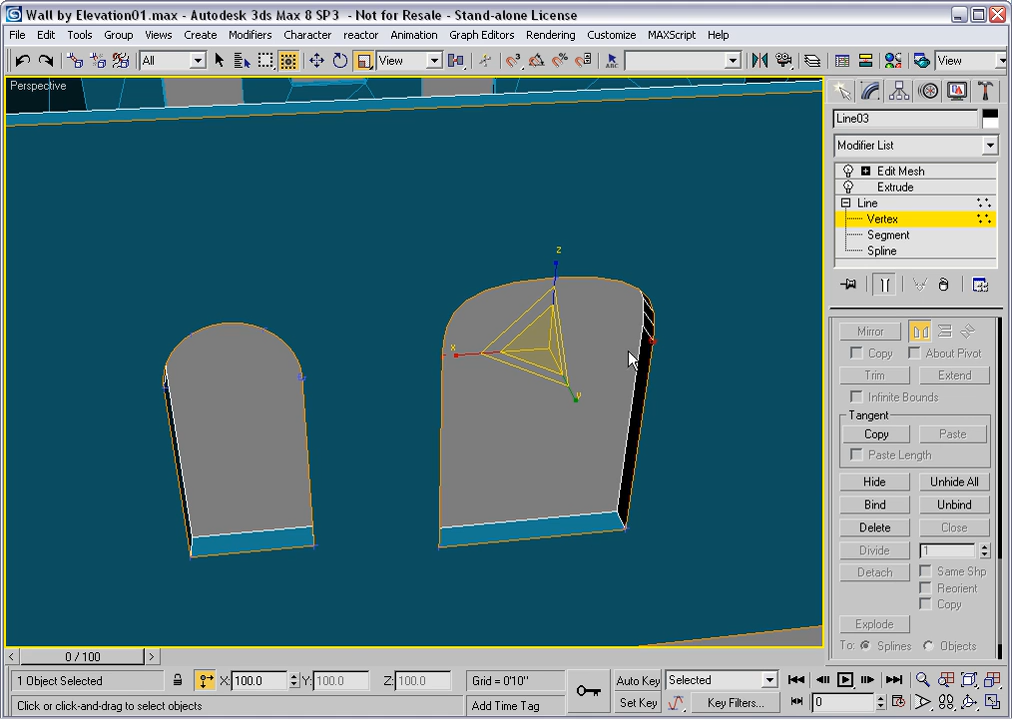 Wall by Elevation01.max - Autodesk 3ds Max 8 SP3 - Not for Resale - Stand-alone License
File Edit Tools Group Views Create Modifiers Character reactor Animation Graph Editors Rendering Customize MAXScript Help
All View View
Perspective
Line03
Modifier List
Edit Mesh
Extrude
Line
Vertex
Segment
Spline
z
x
y
Mirror
Copy About Pivot
Trim Extend
Infinite Bounds
Tangent
Copy Paste
Paste Length
Hide Unhide All
Bind Unbind
Delete Close
Divide 1
Detach Same Shp
Reorient
Copy
Explode
To: Splines Objects
0 / 100
1 Object Selected X: 100.0 Y: 100.0 Z: 100.0 Grid = 0'10" Auto Key Selected
Click or click-and-drag to select objects Add Time Tag Set Key Key Filters... 0